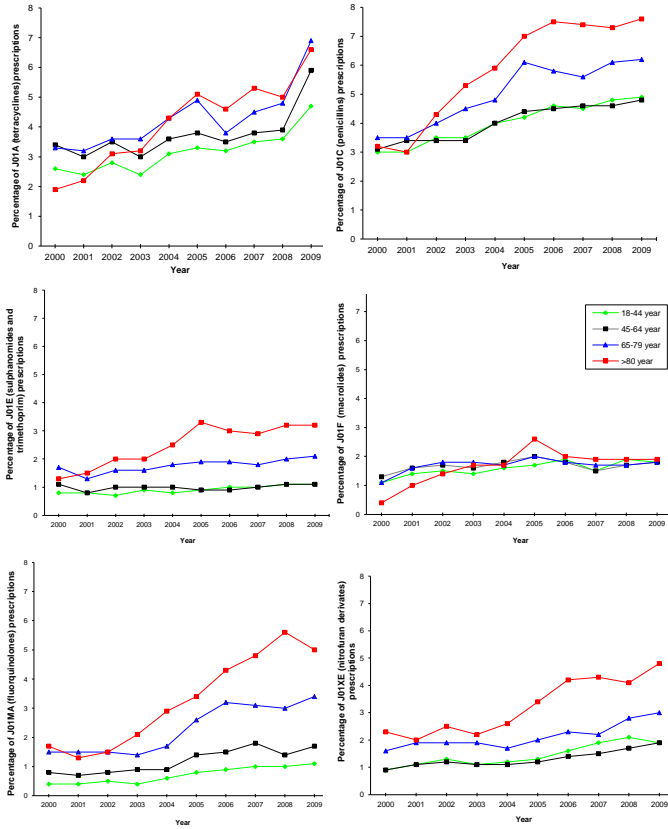 Percentage of J01A (tetracyclines) prescriptions
8
7
6
5
4
3
2
1
0
2000 2001 2002 2003 2004 2005 2006 2007 2008 2009
Year
Percentage of J01C (penicillins) prescriptions
8
7
6
5
4
3
2
1
0
2000 2001 2002 2003 2004 2005 2006 2007 2008 2009
Year
Percentage of J01E (sulphanomides and
trimethoprim) prescriptions
8
7
6
5
4
3
2
1
0
2000 2001 2002 2003 2004 2005 2006 2007 2008 2009
Year
Percentage of J01F (macrolides) prescriptions
7
6
5
4
3
2
1
0
2000 2001 2002 2003 2004 2005 2006 2007 2008 2009
Year
18-44 year
45-64 year
65-79 year
>80 year
Percentage of J01MA (fluorquindolones) prescriptions
8
7
6
5
4
3
2
1
0
2000 2001 2002 2003 2004 2005 2006 2007 2008 2009
Year
Percentage of J01XE (nitrofuran derivates)
prescriptions
8
7
6
5
4
3
2
1
0
2000 2001 2002 2003 2004 2005 2006 2007 2008 2009
Year